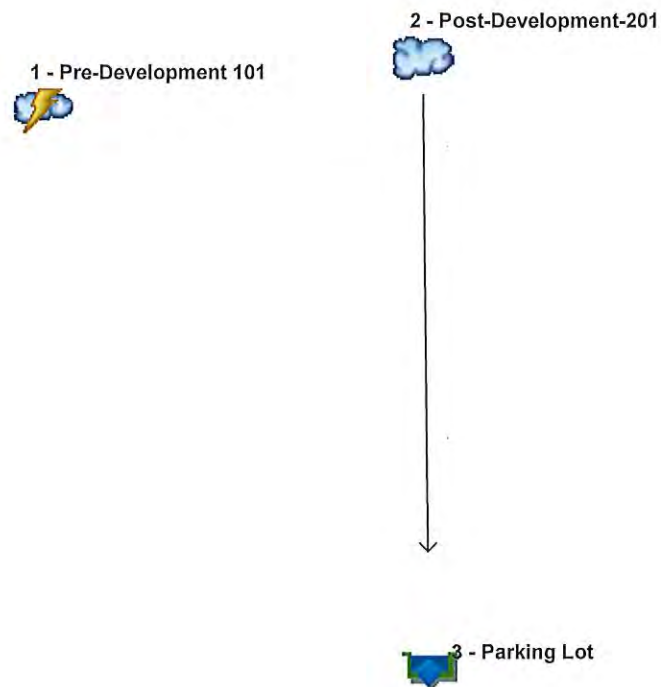 2 - Post-Development-201
1 - Pre-Development 101
3 - Parking Lot